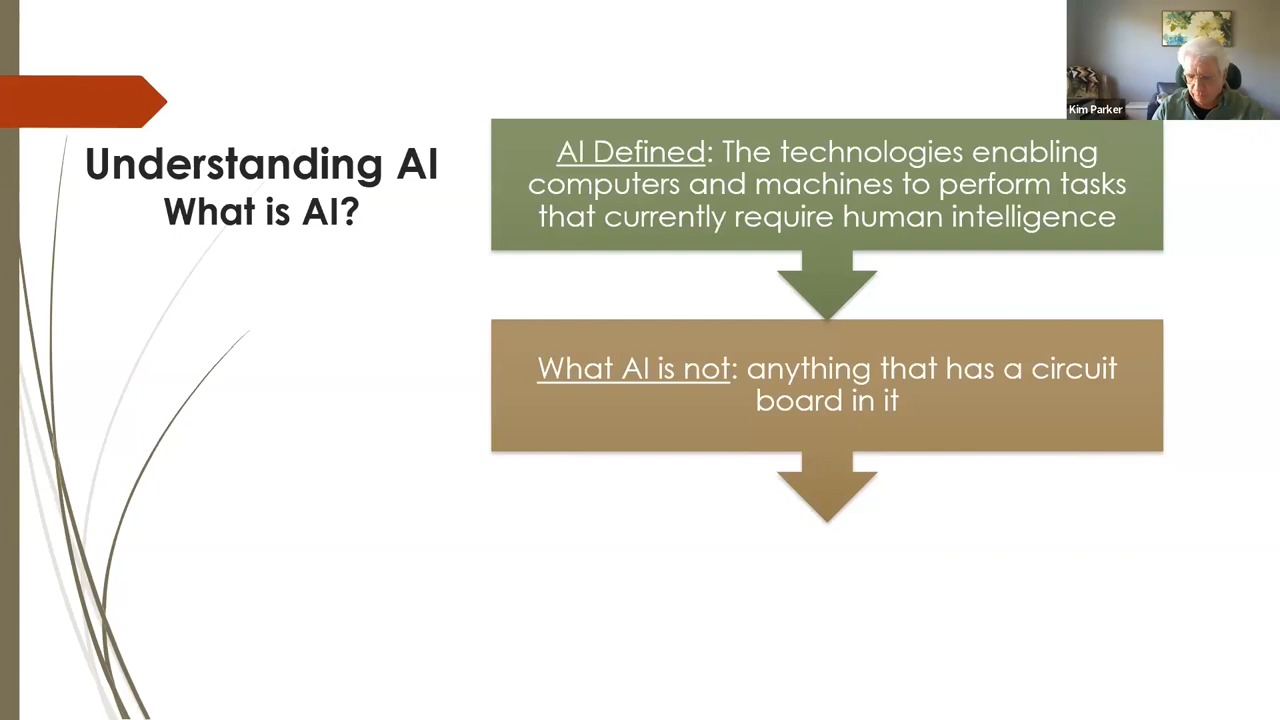 Kim Parker
Understanding AI
What is AI?
AI Defined: The technologies enabling
computers and machines to perform tasks
that currently require human intelligence
What AI is not: anything that has a circuit
board in it